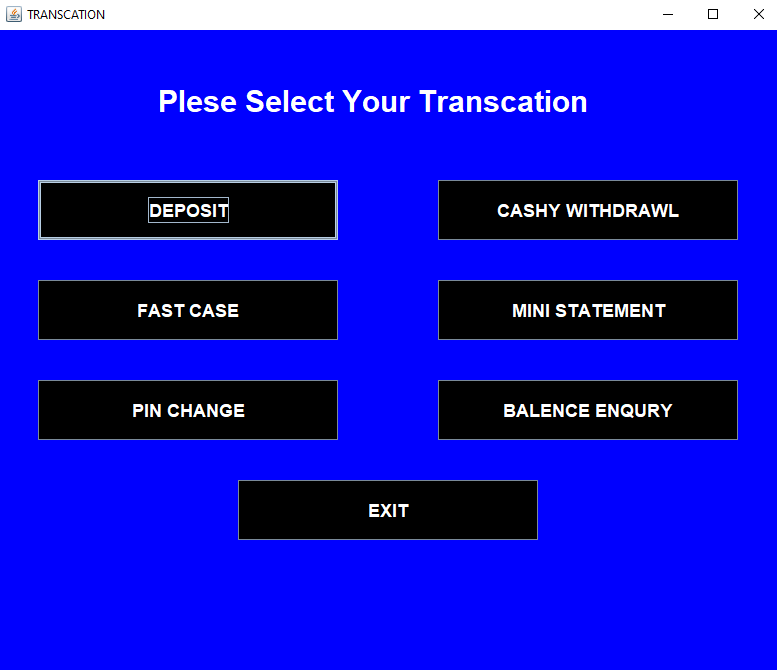 TRANSCATION
Plese Select Your Transcation
DEPOSIT
CASHY WITHDRAWL
FAST CASE
MINI STATEMENT
PIN CHANGE
BALENCE ENQURY
EXIT